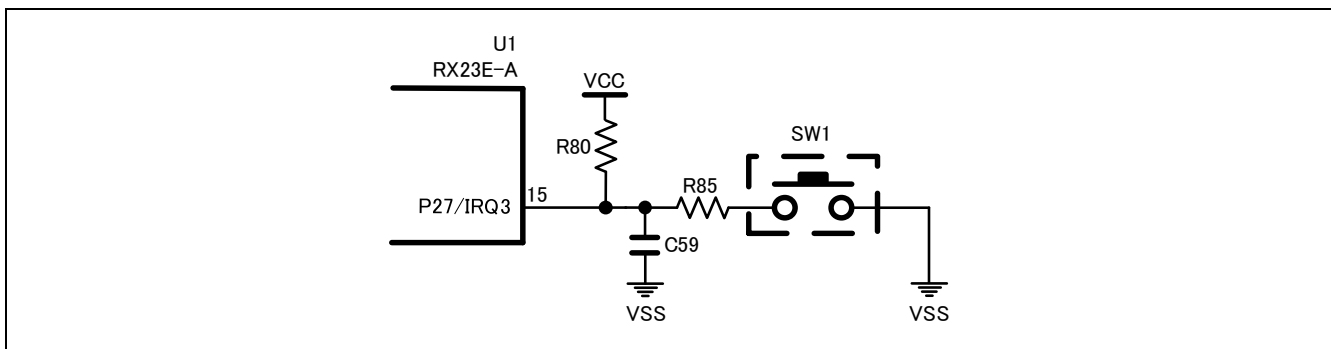 U1
RX23E-A
VCC
R80
SW1
R85
15
P27/IRQ3
C59
VSS
VSS